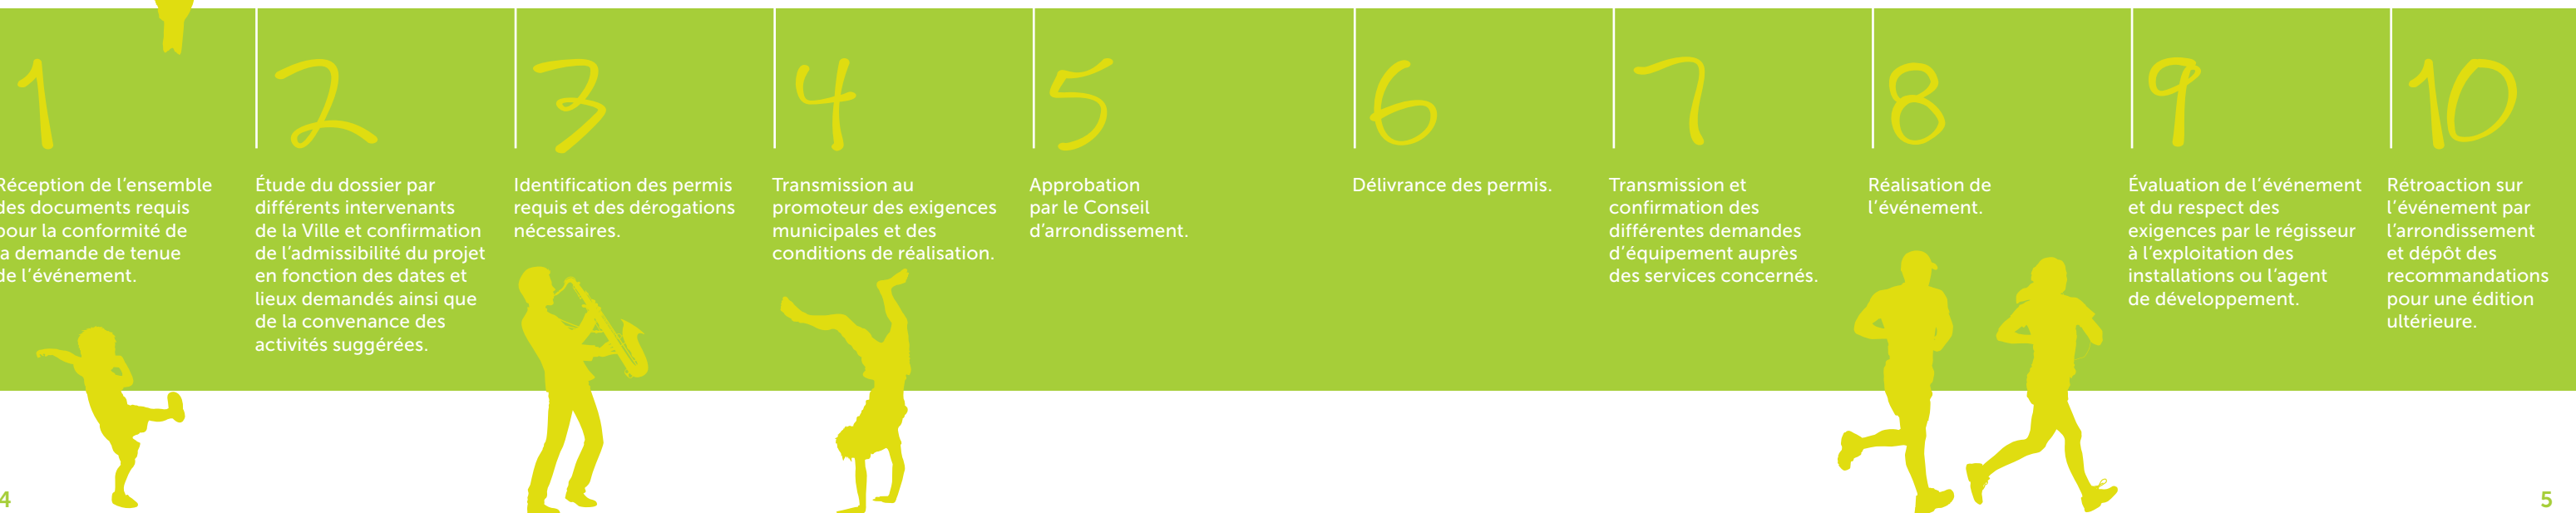 1
Réception de l'ensemble
des documents requis
pour la conformité de
la demande de tenue
de l'événement.
2
Étude du dossier par
différents intervenants
de la Ville et confirmation
de l'admissibilité du projet
en fonction des dates et
lieux demandés ainsi que
de la convenance des
activités suggérées.
3
Identification des permis
requis et des dérogations
nécessaires.
4
Transmission au
promoteur des exigences
municipales et des
conditions de réalisation.
5
Approbation
par le Conseil
d'arrondissement.
6
Délivrance des permis.
7
Transmission et
confirmation des
différentes demandes
d'équipement auprès
des services concernés.
8
Réalisation de
l'événement.
9
Évaluation de l'événement
et du respect des
exigences par le régisseur
à l'exploitation des
installations ou l'agent
de développement.
10
Rétroaction sur
l'événement par
l'arrondissement
et dépôt des
recommandations
pour une édition
ultérieure.
4
5